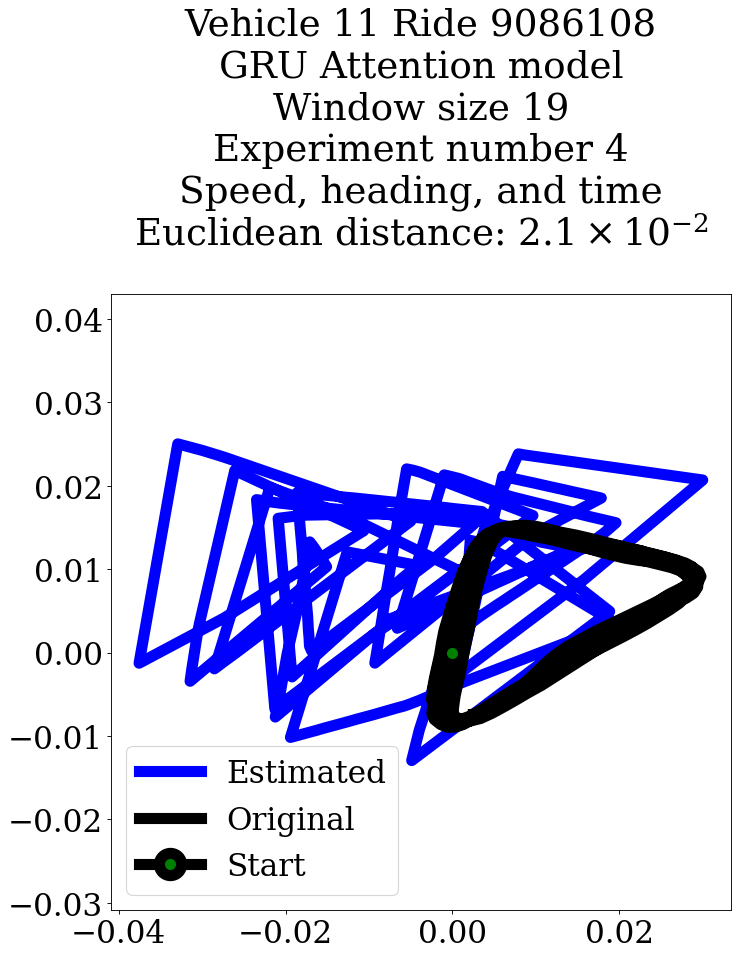 Vehicle 11 Ride 9086108
GRU Attention model
Window size 19
Experiment number 4
Speed, heading, and time
Euclidean distance: 2.1 × 10⁻²
0.04
0.03
0.02
0.01
0.00
−0.01
−0.02
−0.03
−0.04
−0.02
0.00
0.02
Estimated
Original
Start